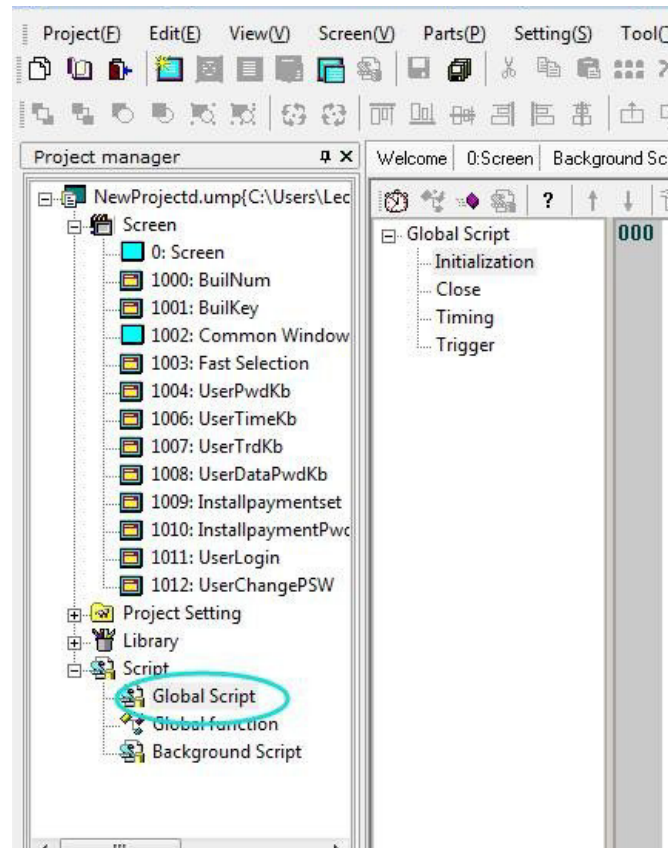 Project(F) Edit(E) View(V) Screen(V) Parts(P) Setting(S) Tool(
Project manager
Welcome 0:Screen Background Sc
NewProjectd.ump{C:\Users\Lec
Screen
0: Screen
1000: BuilNum
1001: BuilKey
1002: Common Window
1003: Fast Selection
1004: UserPwdKb
1006: UserTimeKb
1007: UserTrdKb
1008: UserDataPwdKb
1009: Installpaymentset
1010: InstallpaymentPwd
1011: UserLogin
1012: UserChangePSW
Project Setting
Library
Script
Global Script
Global function
Background Script
?
Global Script
Initialization
Close
Timing
Trigger
000